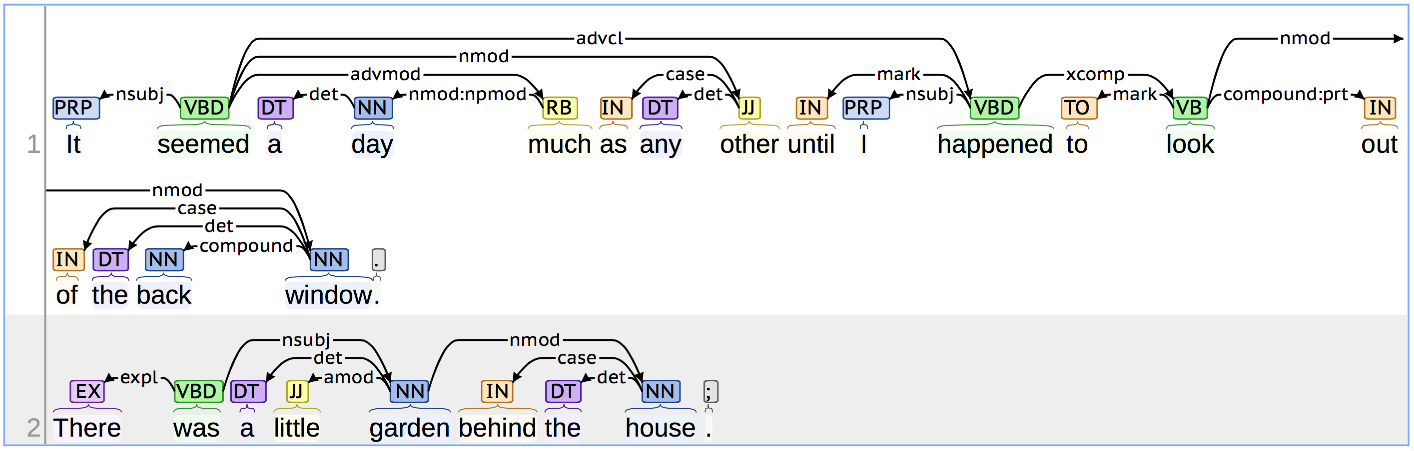 advcl
nmod nmod
advmod case mark xcomp
PRP nsubj VBD DT det NN nmod:npmod RB IN DT det JJ IN PRP nsubj VBD TO mark VB compound:prt IN
1 It seemed a day much as any other until I happened to look out
nmod
case
det
IN DT NN compound NN .
of the back window.
nsubj nmod
det case
EX expl VBD DT JJ amod NN IN DT det NN ;
2 There was a little garden behind the house .